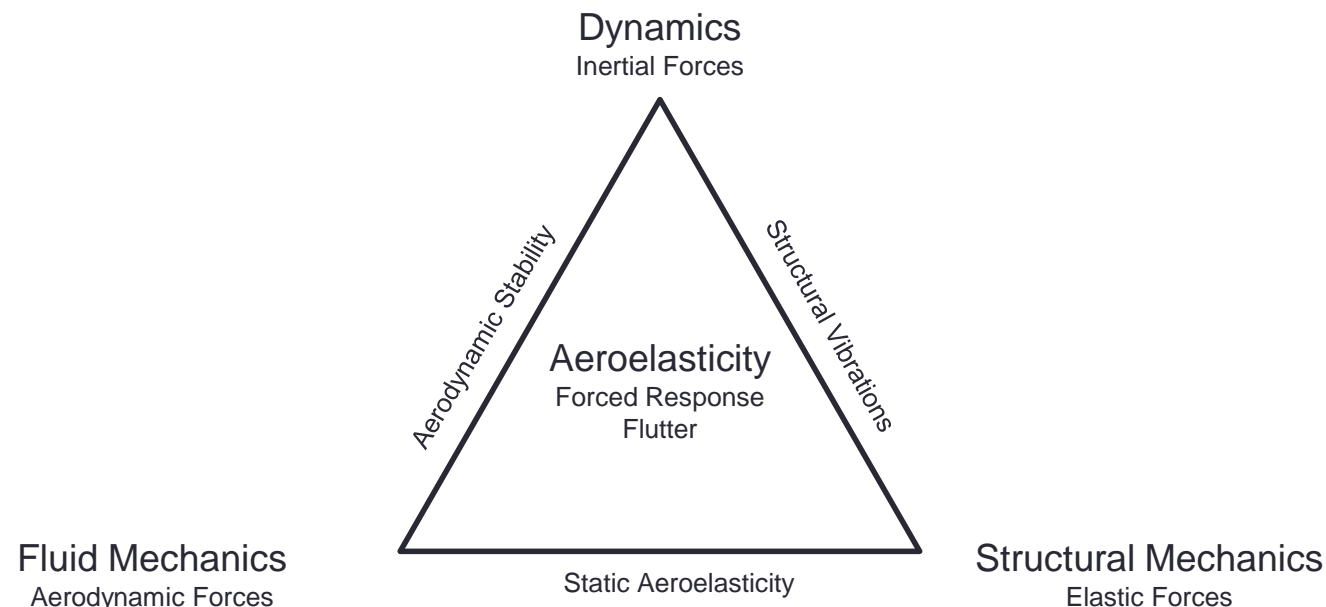 Dynamics
Inertial Forces
Aerodynamic Stability
Structural Vibrations
Aeroelasticity
Forced Response
Flutter
Fluid Mechanics
Aerodynamic Forces
Static Aeroelasticity
Structural Mechanics
Elastic Forces